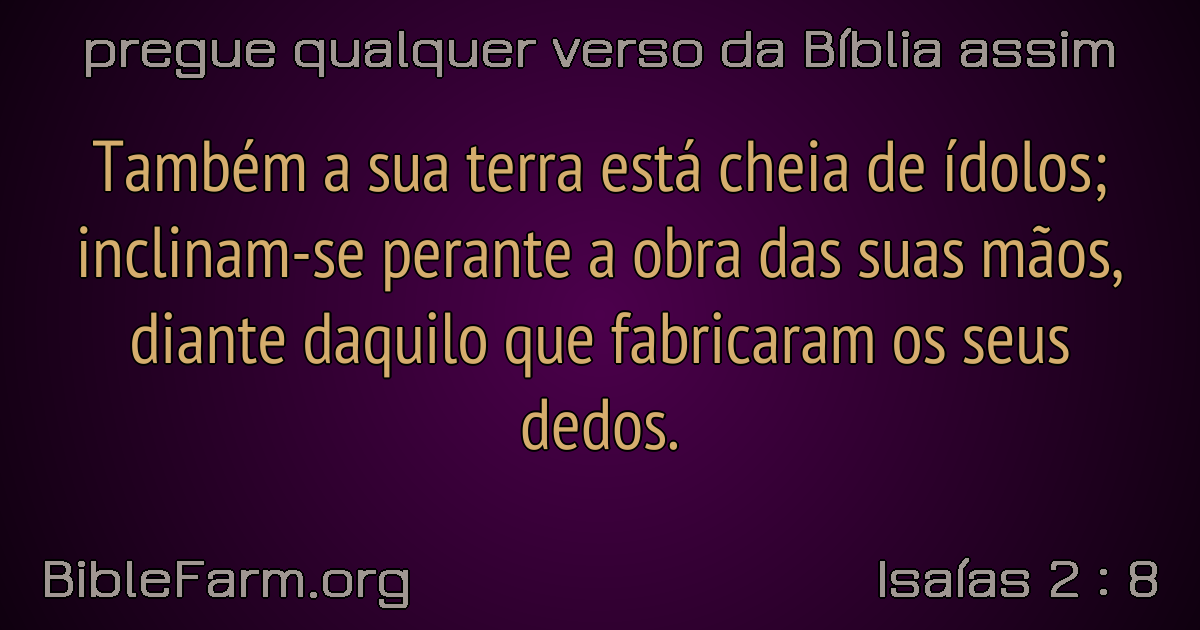 pregue qualquer verso da Bíblia assim
Também a sua terra está cheia de ídolos;
inclinam-se perante a obra das suas mãos,
diante daquilo que fabricaram os seus
dedos.
BibleFarm.org
Isaías 2 : 8